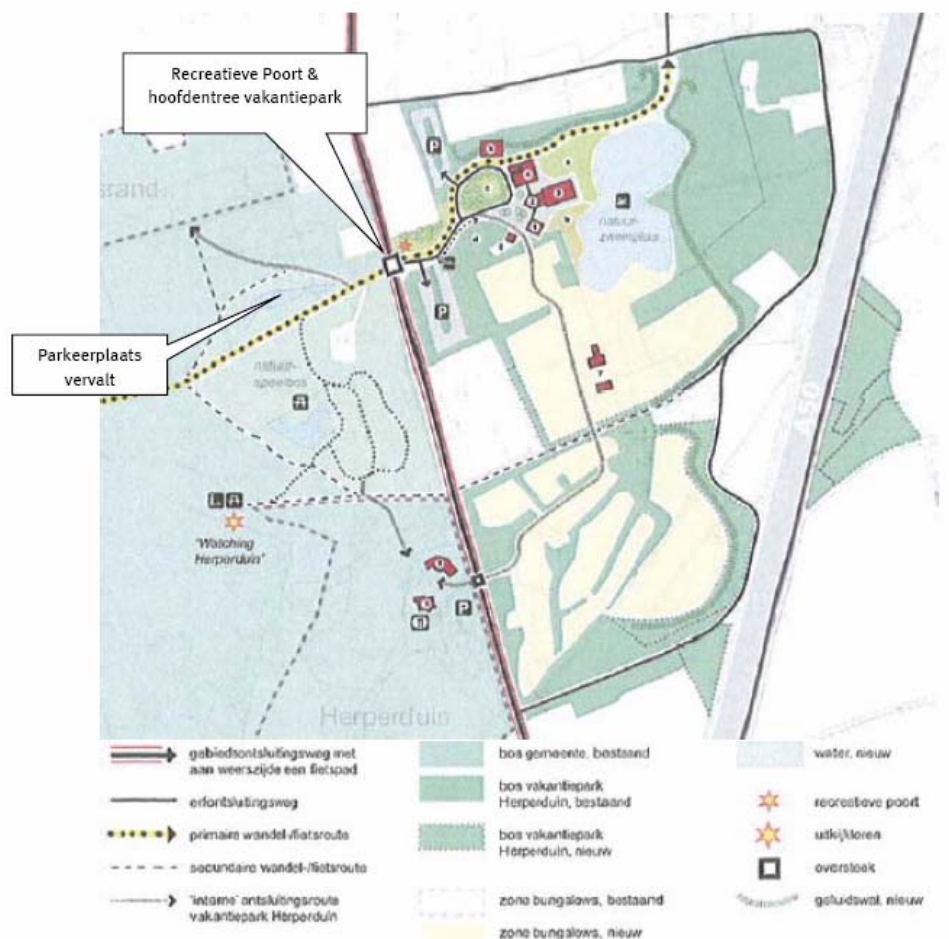 Recreatieve Poort &
hoofdentree vakantiepark
Parkeerplaats
vervalt
srand
P
P
natuur-
zwemplas
natuur-
speelbos
"Watching
Herperduin"
P
Herperduin
A50
gebiedsontsluitingsweg met
aan weerszijde een fietspad
erfontsluitingsweg
primaire wandel-/fietsroute
secundaire wandel-/fietsroute
'interne' ontsluitingsroute
vakantiepark Herperduin
bos gemeente, bestaand
bos vakantiepark
Herperduin, bestaand
bos vakantiepark
Herperduin, nieuw
zone bungalows, bestaand
zone bungalows, nieuw
water, nieuw
recreatieve poort
uitkijktoren
oversteek
geluidswal, nieuw